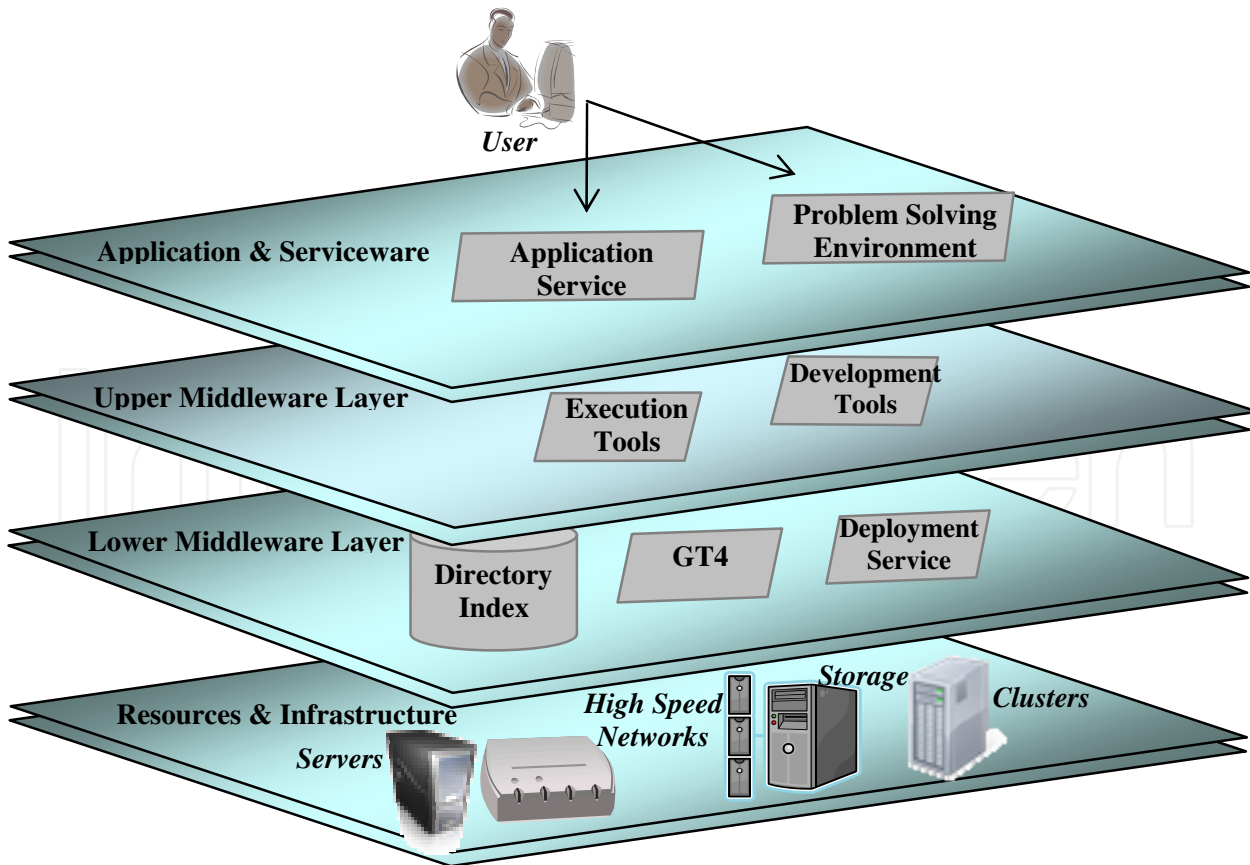 User
Problem Solving
Environment
Application & Serviceware
Application
Service
Development
Tools
Upper Middleware Layer
Execution
Tools
Lower Middleware Layer
Directory
Index
GT4
Deployment
Service
Resources & Infrastructure
Servers
High Speed
Networks
Storage
Clusters